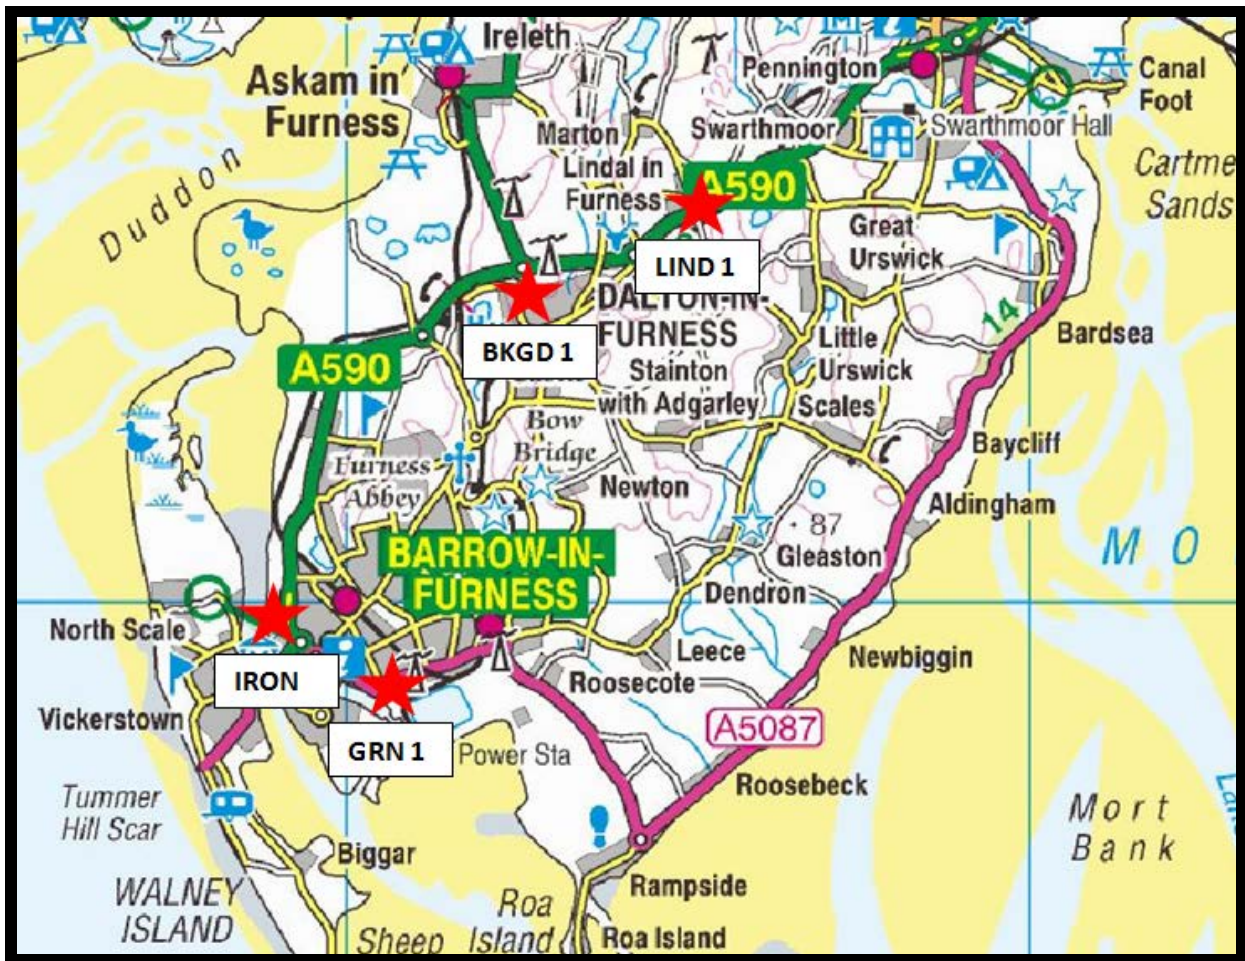 Ireleth
Askam in
Furness
Pennington
Canal
Foot
Marton
Swarthmoor
Swarthmoor Hall
Duddon
Lindal in
Furness
A590
Cartme
Sands
Great
Urswick
LIND 1
DALTON-IN-
FURNESS
14
Bardsea
BKGD 1
A590
Little
Urswick
Stainton
with Adgarley
Scales
Bow
Bridge
Baycliff
Furness
Abbey
Newton
Aldingham
87
Gleaston
M O
BARROW-IN-
FURNESS
Dendron
North Scale
Leece
Newbiggin
IRON
Roosecote
Vickerstown
A5087
GRN 1
Power Sta
Roosebeck
Tummer
Hill Scar
Mort
Bank
Biggar
WALNEY
ISLAND
Rampside
Roa
Island
Sheep
Roa Island